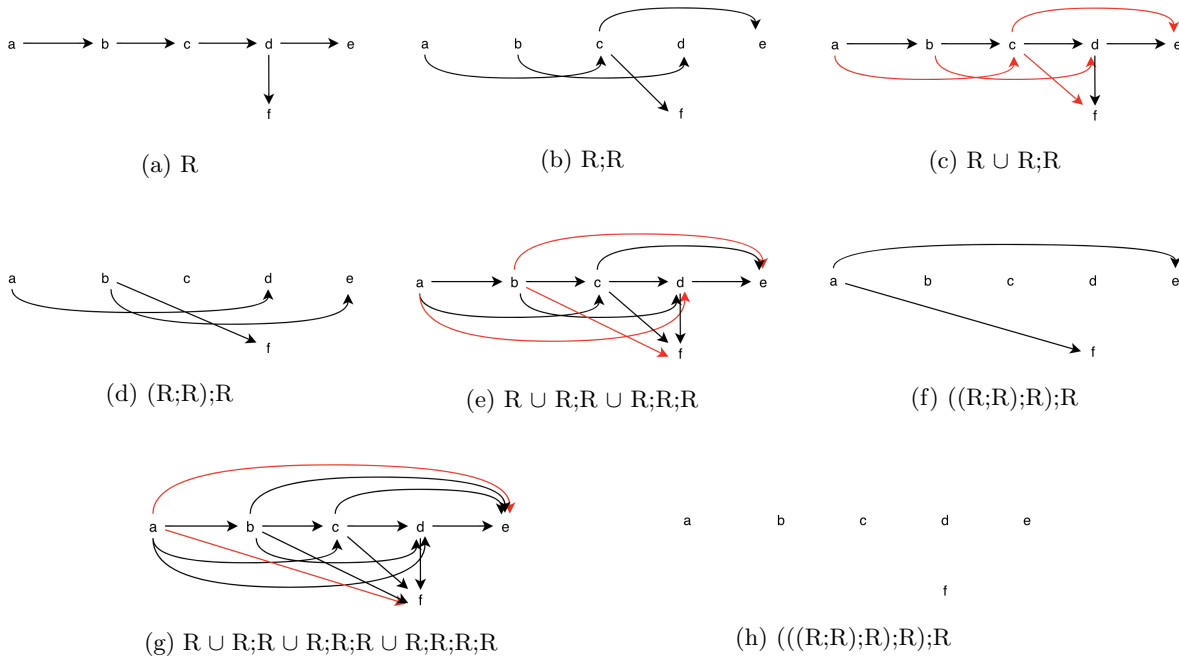 a b c d e
f
(a) R
a b c d e
f
(b) R;R
a b c d e
f
(c) R ∪ R;R
a b c d e
f
(d) (R;R);R
a b c d e
f
(e) R ∪ R;R ∪ R;R;R
a b c d e
f
(f) ((R;R);R);R
a b c d e
f
(g) R ∪ R;R ∪ R;R;R ∪ R;R;R;R
a b c d e
f
(h) (((R;R);R);R);R